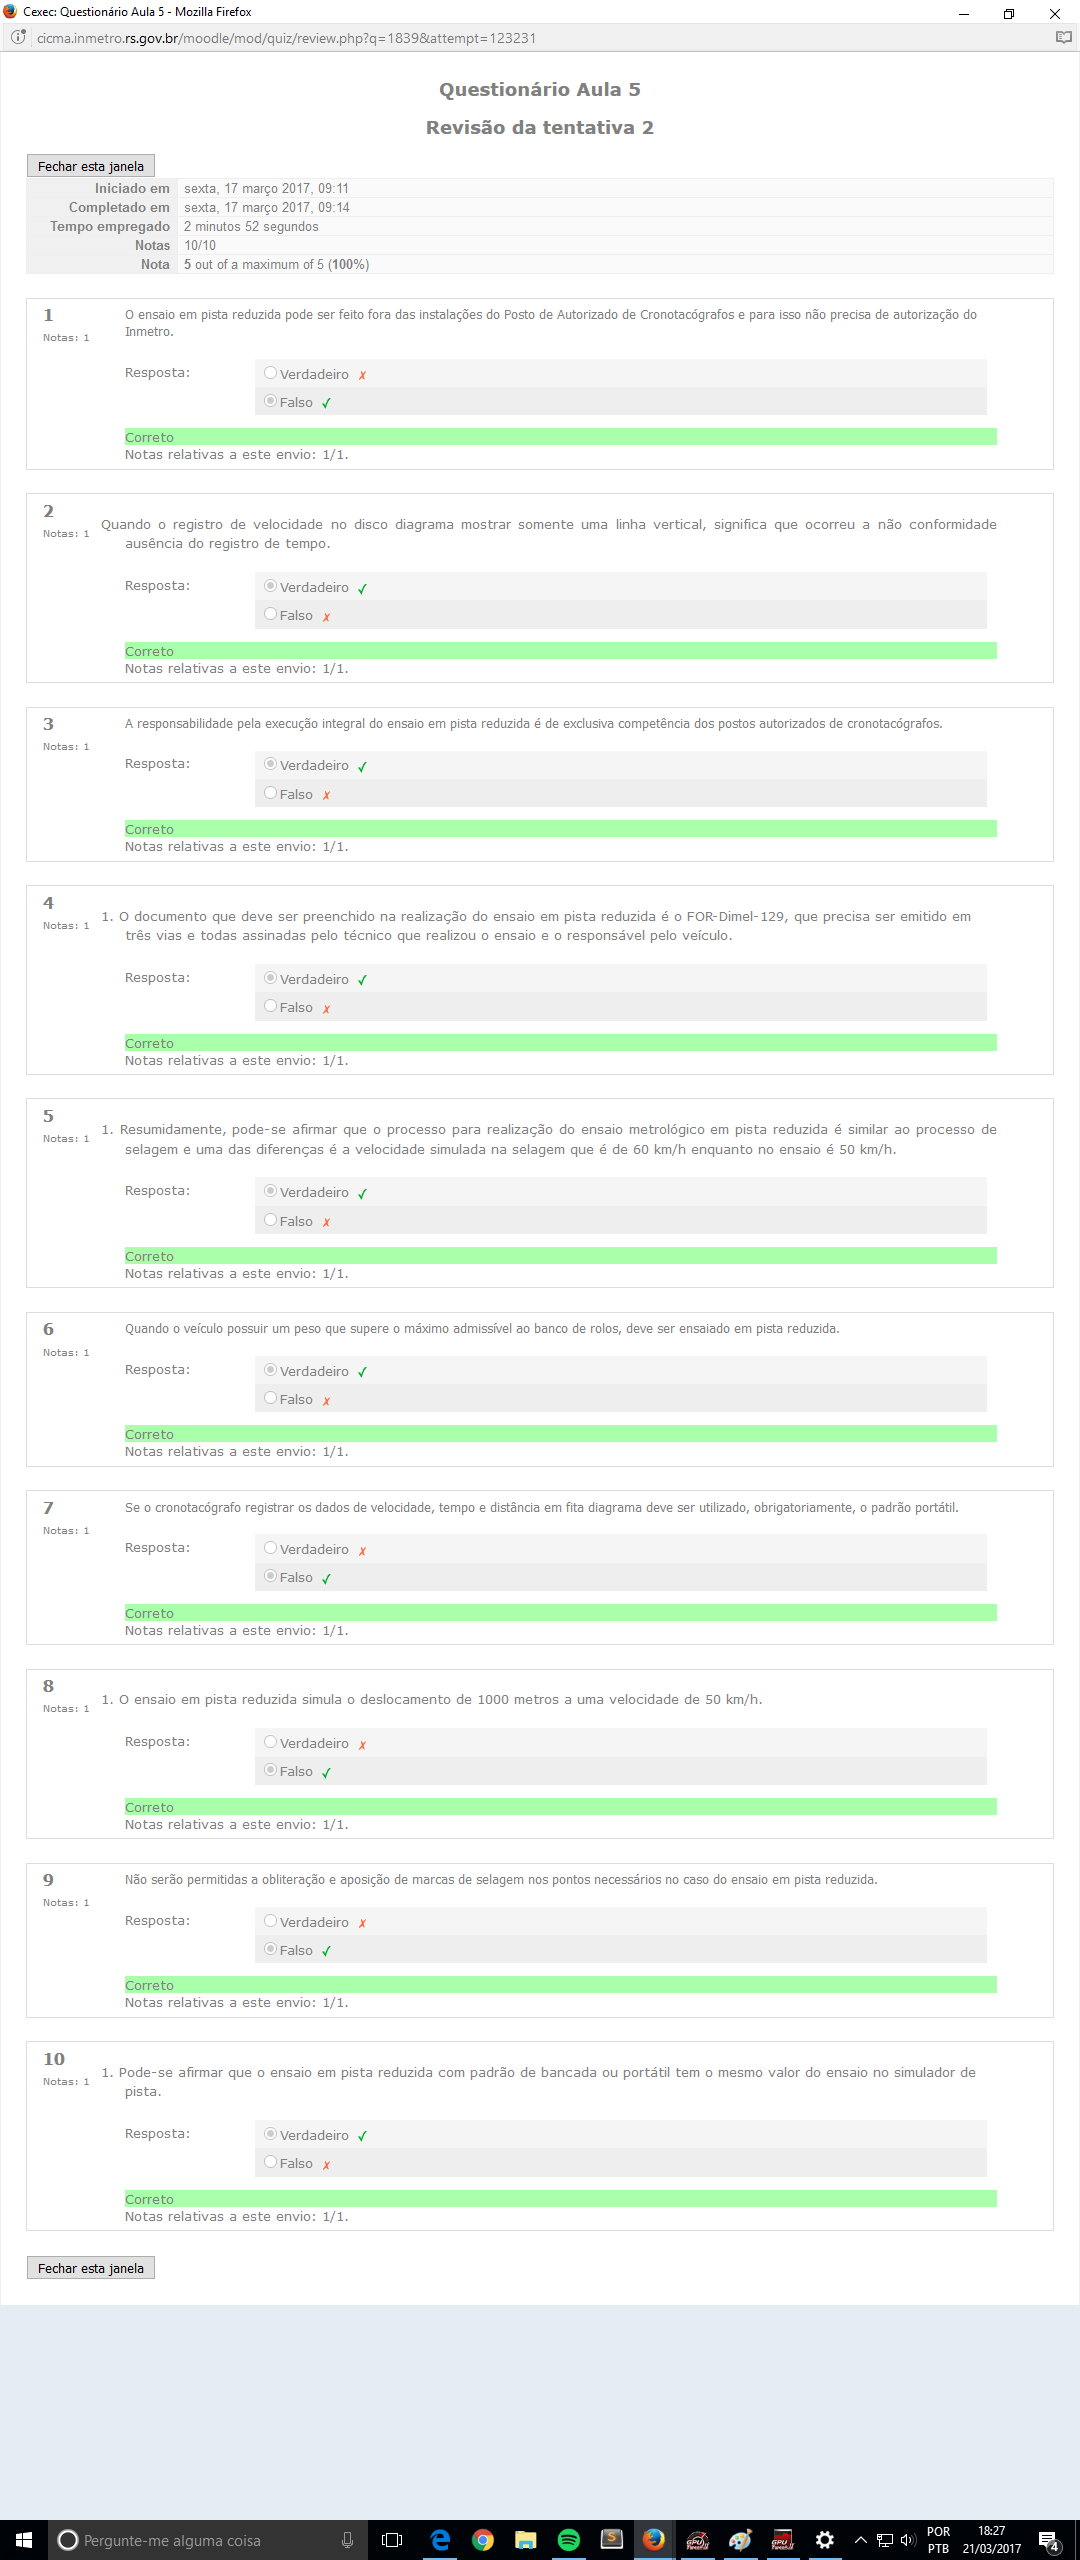 Cexec: Questionário Aula 5 - Mozilla Firefox
cicma.inmetro.rs.gov.br/moodle/mod/quiz/review.php?q=1839&attempt=123231
Questionário Aula 5
Revisão da tentativa 2
Fechar esta janela
Iniciado em sexta, 17 março 2017, 09:11
Completado em sexta, 17 março 2017, 09:14
Tempo empregado 2 minutos 52 segundos
Notas 10/10
Nota 5 out of a maximum of 5 (100%)
1
Notas: 1
O ensaio em pista reduzida pode ser feito fora das instalações do Posto de Autorizado de Cronotacógrafos e para isso não precisa de autorização do
Inmetro.
Resposta:
Verdadeiro ✗
Falso ✓
Correto
Notas relativas a este envio: 1/1.
2
Notas: 1
Quando o registro de velocidade no disco diagrama mostrar somente uma linha vertical, significa que ocorreu a não conformidade
ausência do registro de tempo.
Resposta:
Verdadeiro ✓
Falso ✗
Correto
Notas relativas a este envio: 1/1.
3
Notas: 1
A responsabilidade pela execução integral do ensaio em pista reduzida é de exclusiva competência dos postos autorizados de cronotacógrafos.
Resposta:
Verdadeiro ✓
Falso ✗
Correto
Notas relativas a este envio: 1/1.
4
Notas: 1
1. O documento que deve ser preenchido na realização do ensaio em pista reduzida é o FOR-Dimel-129, que precisa ser emitido em
três vias e todas assinadas pelo técnico que realizou o ensaio e o responsável pelo veículo.
Resposta:
Verdadeiro ✓
Falso ✗
Correto
Notas relativas a este envio: 1/1.
5
Notas: 1
1. Resumidamente, pode-se afirmar que o processo para realização do ensaio metrológico em pista reduzida é similar ao processo de
selagem e uma das diferenças é a velocidade simulada na selagem que é de 60 km/h enquanto no ensaio é 50 km/h.
Resposta:
Verdadeiro ✓
Falso ✗
Correto
Notas relativas a este envio: 1/1.
6
Notas: 1
Quando o veículo possuir um peso que supere o máximo admissível ao banco de rolos, deve ser ensaiado em pista reduzida.
Resposta:
Verdadeiro ✓
Falso ✗
Correto
Notas relativas a este envio: 1/1.
7
Notas: 1
Se o cronotacógrafo registrar os dados de velocidade, tempo e distância em fita diagrama deve ser utilizado, obrigatoriamente, o padrão portátil.
Resposta:
Verdadeiro ✗
Falso ✓
Correto
Notas relativas a este envio: 1/1.
8
Notas: 1
1. O ensaio em pista reduzida simula o deslocamento de 1000 metros a uma velocidade de 50 km/h.
Resposta:
Verdadeiro ✗
Falso ✓
Correto
Notas relativas a este envio: 1/1.
9
Notas: 1
Não serão permitidas a obliteração e aposição de marcas de selagem nos pontos necessários no caso do ensaio em pista reduzida.
Resposta:
Verdadeiro ✗
Falso ✓
Correto
Notas relativas a este envio: 1/1.
10
Notas: 1
1. Pode-se afirmar que o ensaio em pista reduzida com padrão de bancada ou portátil tem o mesmo valor do ensaio no simulador de
pista.
Resposta:
Verdadeiro ✓
Falso ✗
Correto
Notas relativas a este envio: 1/1.
Fechar esta janela
Pergunte-me alguma coisa
POR
PTB
18:27
21/03/2017
4